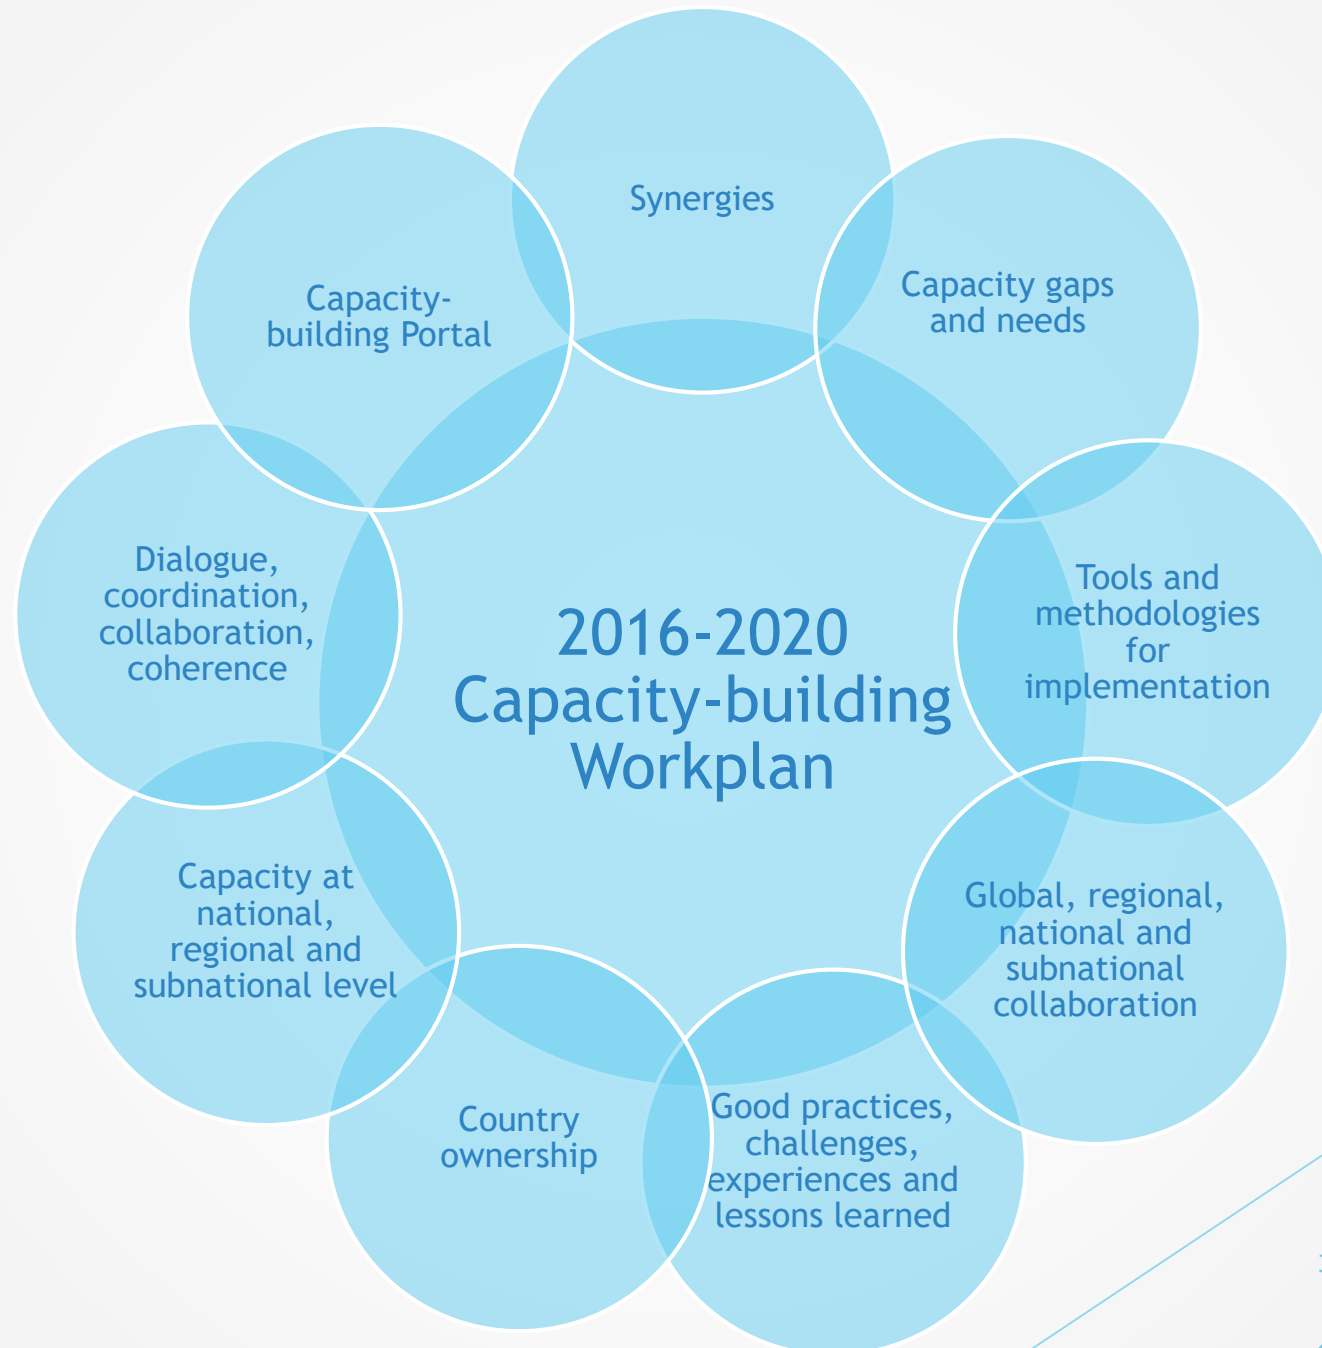 Synergies
Capacity gaps
and needs
Tools and
methodologies
for
implementation
Global, regional,
national and
subnational
collaboration
Good practices,
challenges,
experiences and
lessons learned
Country
ownership
Capacity at
national,
regional and
subnational level
Dialogue,
coordination,
collaboration,
coherence
Capacity-
building Portal
2016-2020
Capacity-building
Workplan